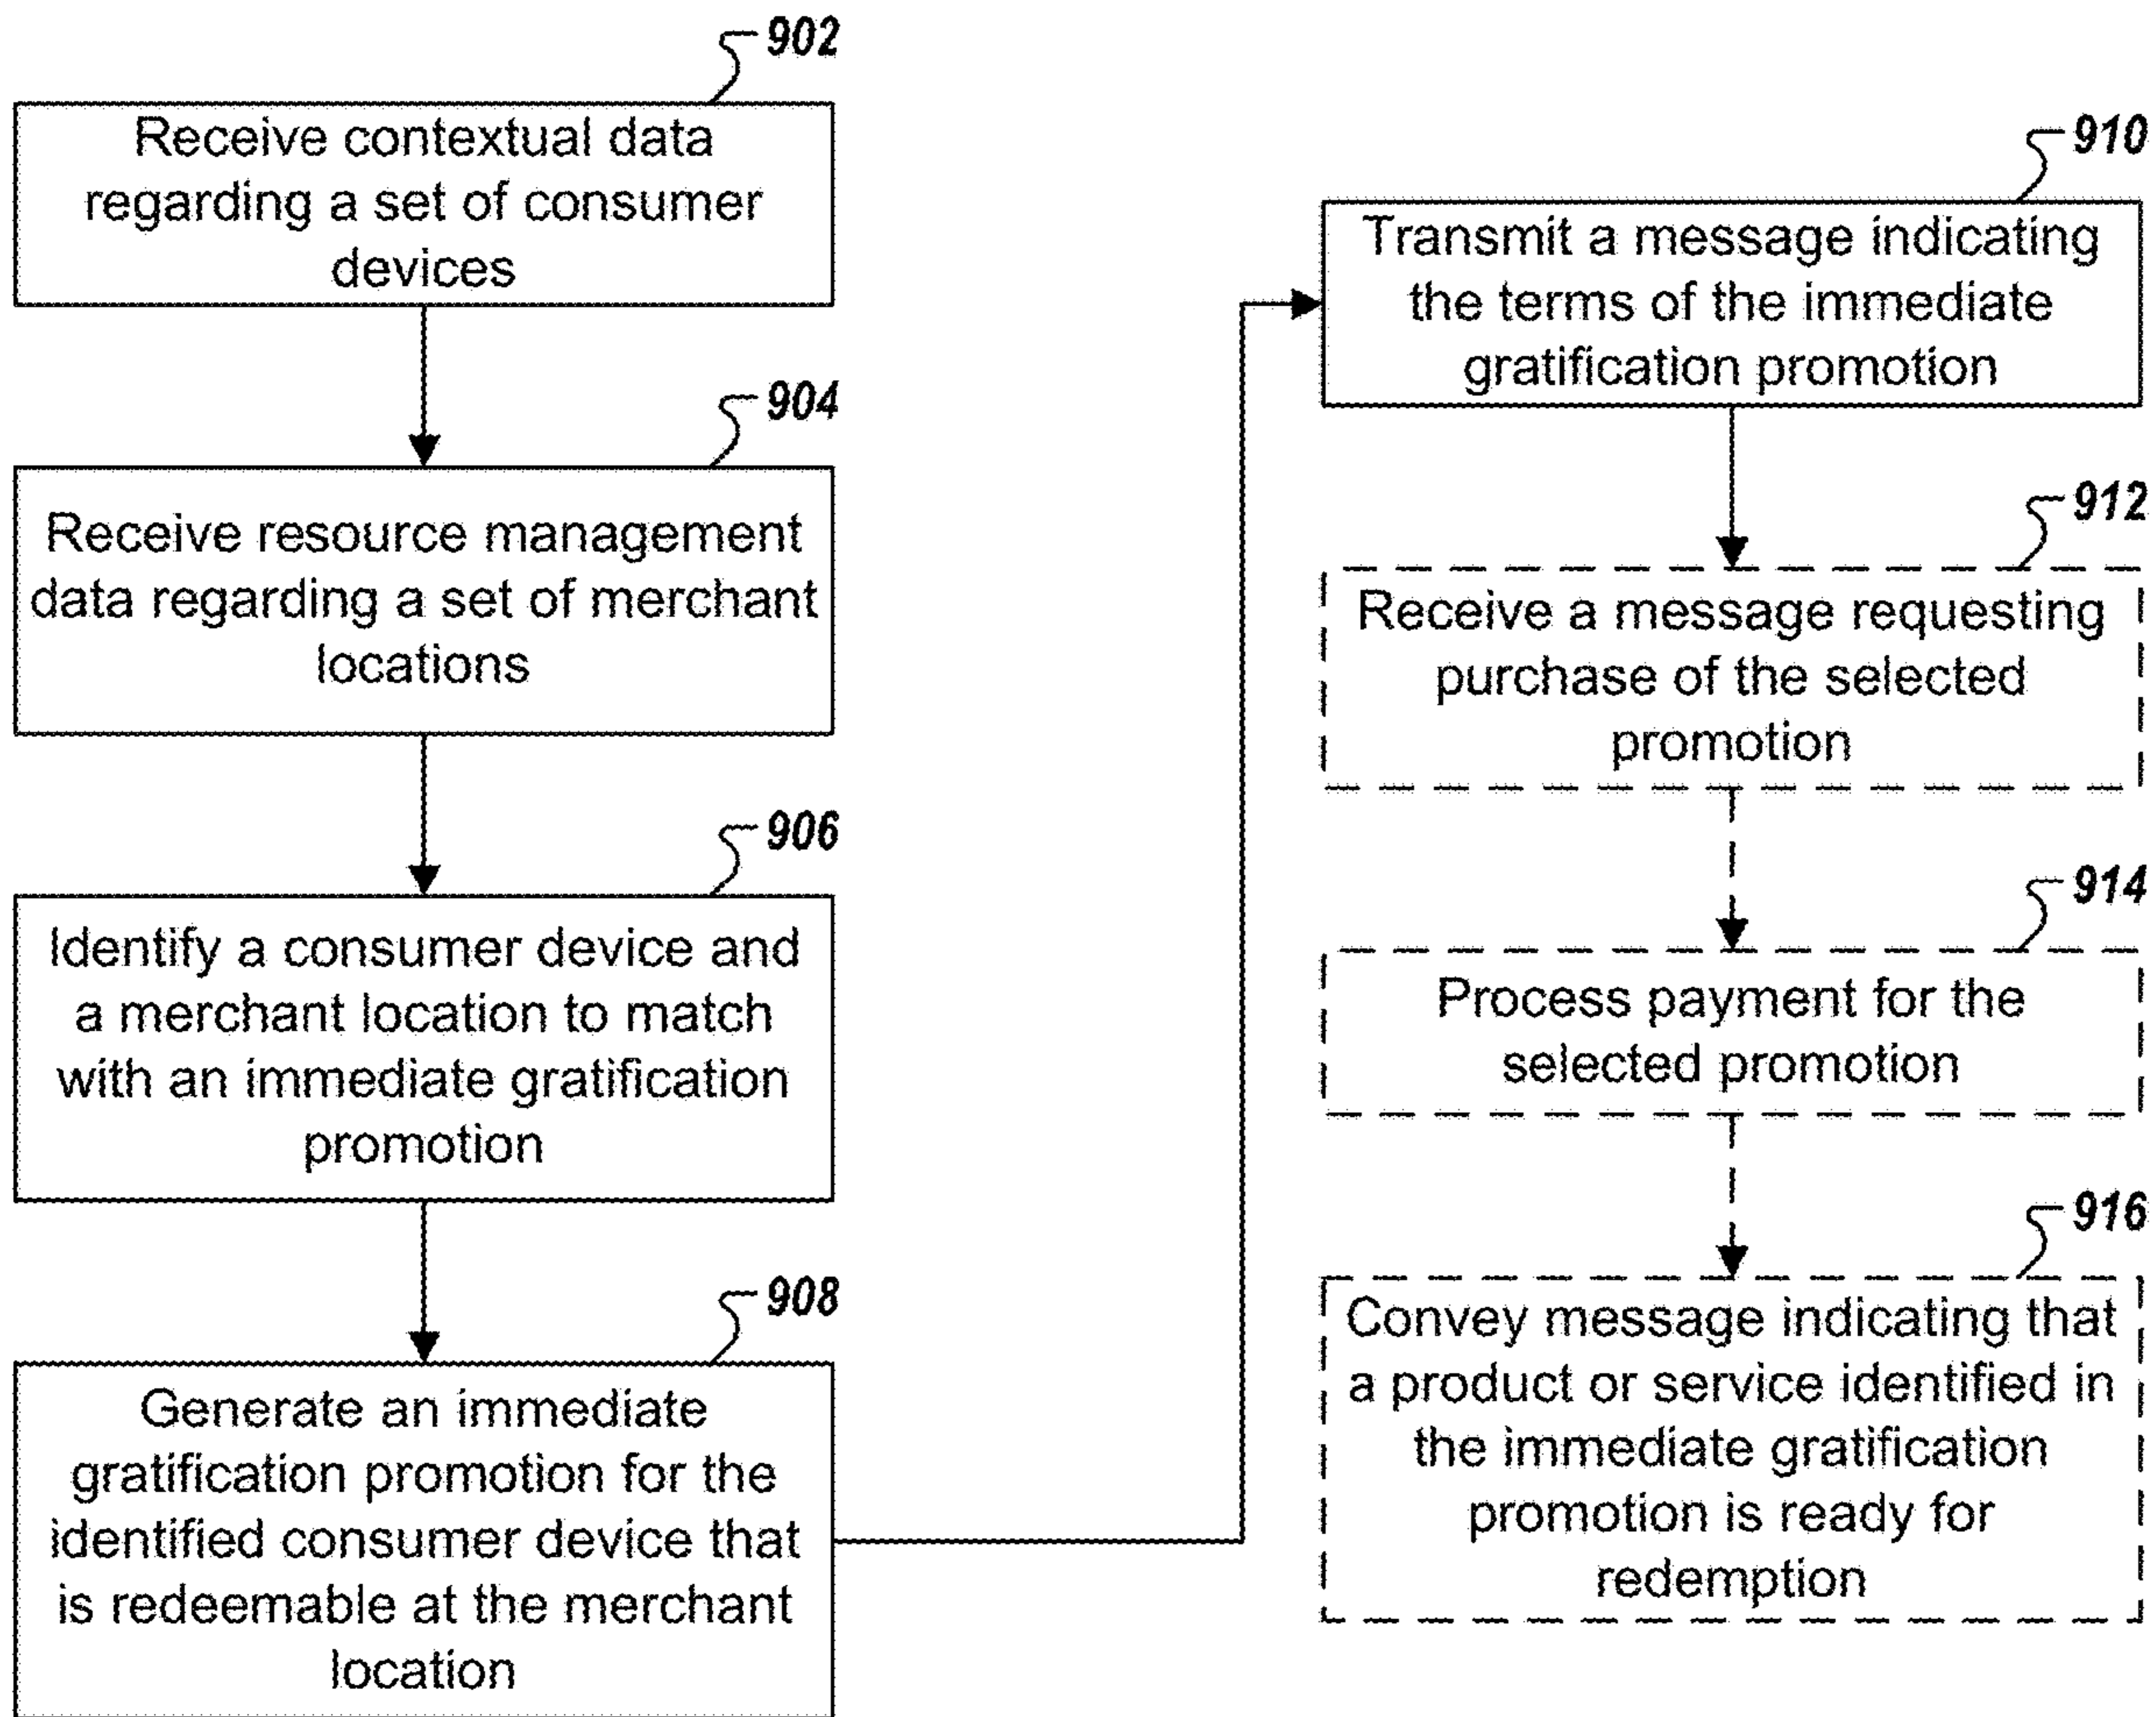 902
Receive contextual data
regarding a set of consumer
devices
904
Receive resource management
data regarding a set of merchant
locations
906
Identify a consumer device and
a merchant location to match
with an immediate gratification
promotion
908
Generate an immediate
gratification promotion for the
identified consumer device that
is redeemable at the merchant
location
910
Transmit a message indicating
the terms of the immediate
gratification promotion
912
Receive a message requesting
purchase of the selected
promotion
914
Process payment for the
selected promotion
916
Convey message indicating that
a product or service identified in
the immediate gratification
promotion is ready for
redemption